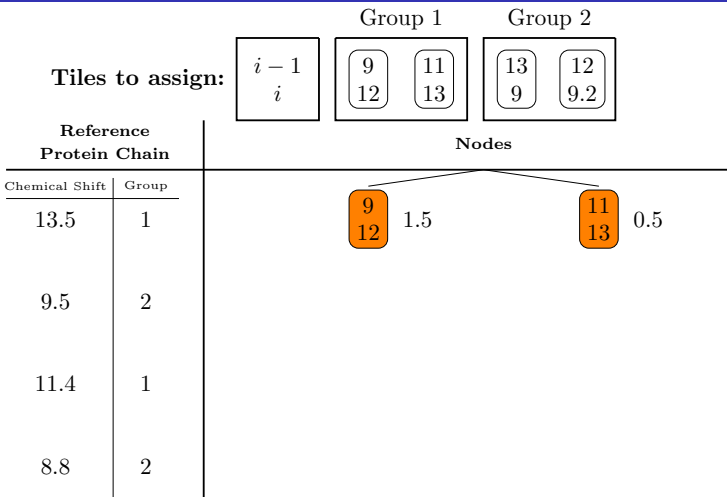 Group 1 Group 2
Tiles to assign: i − 1 9 11 13 12
i 12 13 9 9.2
Reference
Protein Chain
Nodes
Chemical Shift Group
9 11
13.5 1 1.5 0.5
12 13
9.5 2
11.4 1
8.8 2